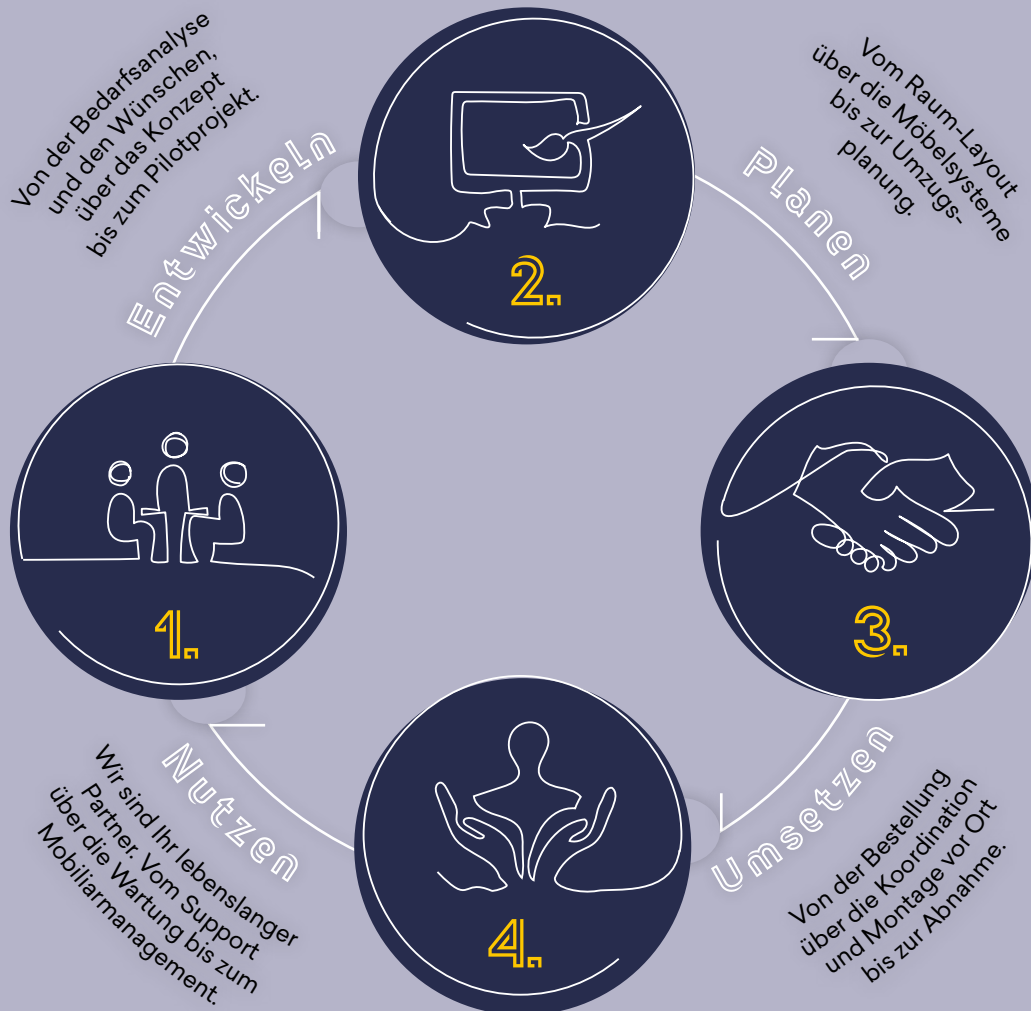 Von der Bedarfsanalyse
und den Wünschen,
über das Konzept
bis zum Pilotprojekt.
Entwickeln
1.
2.
Planen
Vom Raum-Layout
über die Möbelsysteme
bis zur Umzugs-
planung.
3.
Umsetzen
Von der Bestellung
über die Koordination
und Montage vor Ort
bis zur Abnahme.
4.
Nutzen
Wir sind Ihr lebenslanger
Partner. Vom Support
über die Wartung bis zum
Mobiliarmanagement.